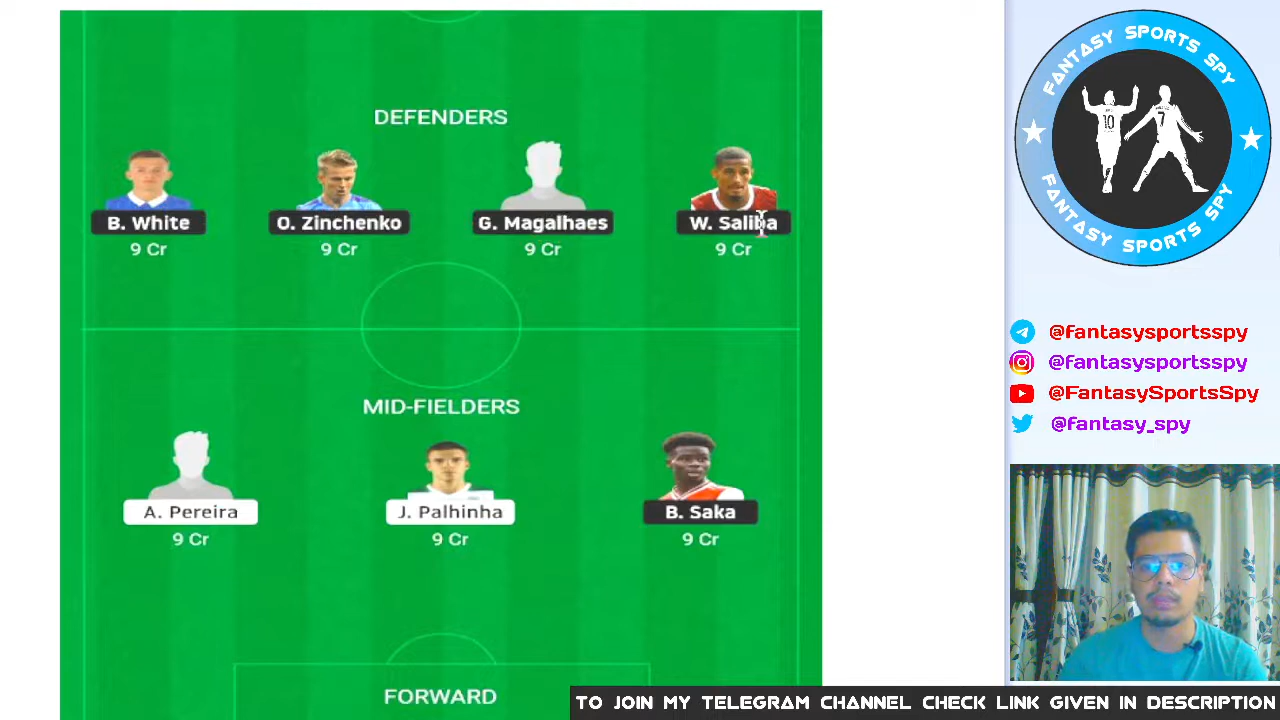 DEFENDERS
B. White
O. Zinchenko
G. Magalhaes
W. Saliba
9 Cr
9 Cr
9 Cr
9 Cr
MID-FIELDERS
A. Pereira
J. Palhinha
B. Saka
9 Cr
9 Cr
9 Cr
FORWARD
FANTASY SPORTS SPY
10
7
FANTASY SPORTS SPY
@fantasysportsspy
@fantasysportsspy
@FantasySportsSpy
@fantasy_spy
TO JOIN MY TELEGRAM CHANNEL CHECK LINK GIVEN IN DESCRIPTION